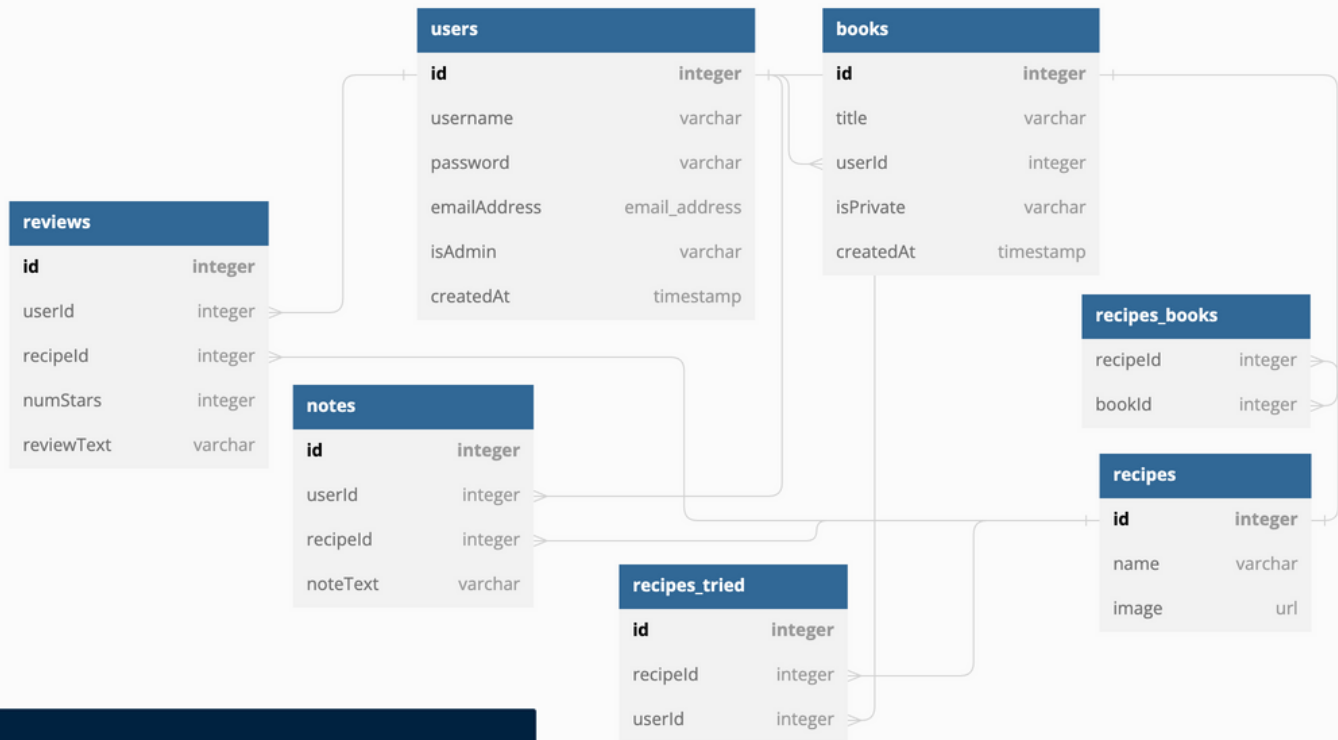 users
id integer
username varchar
password varchar
emailAddress email_address
isAdmin varchar
createdAt timestamp
books
id integer
title varchar
userId integer
isPrivate varchar
createdAt timestamp
reviews
id integer
userId integer
recipeId integer
numStars integer
reviewText varchar
recipes_books
recipeId integer
bookId integer
notes
id integer
userId integer
recipeId integer
noteText varchar
recipes
id integer
name varchar
image url
recipes_tried
id integer
recipeId integer
userId integer